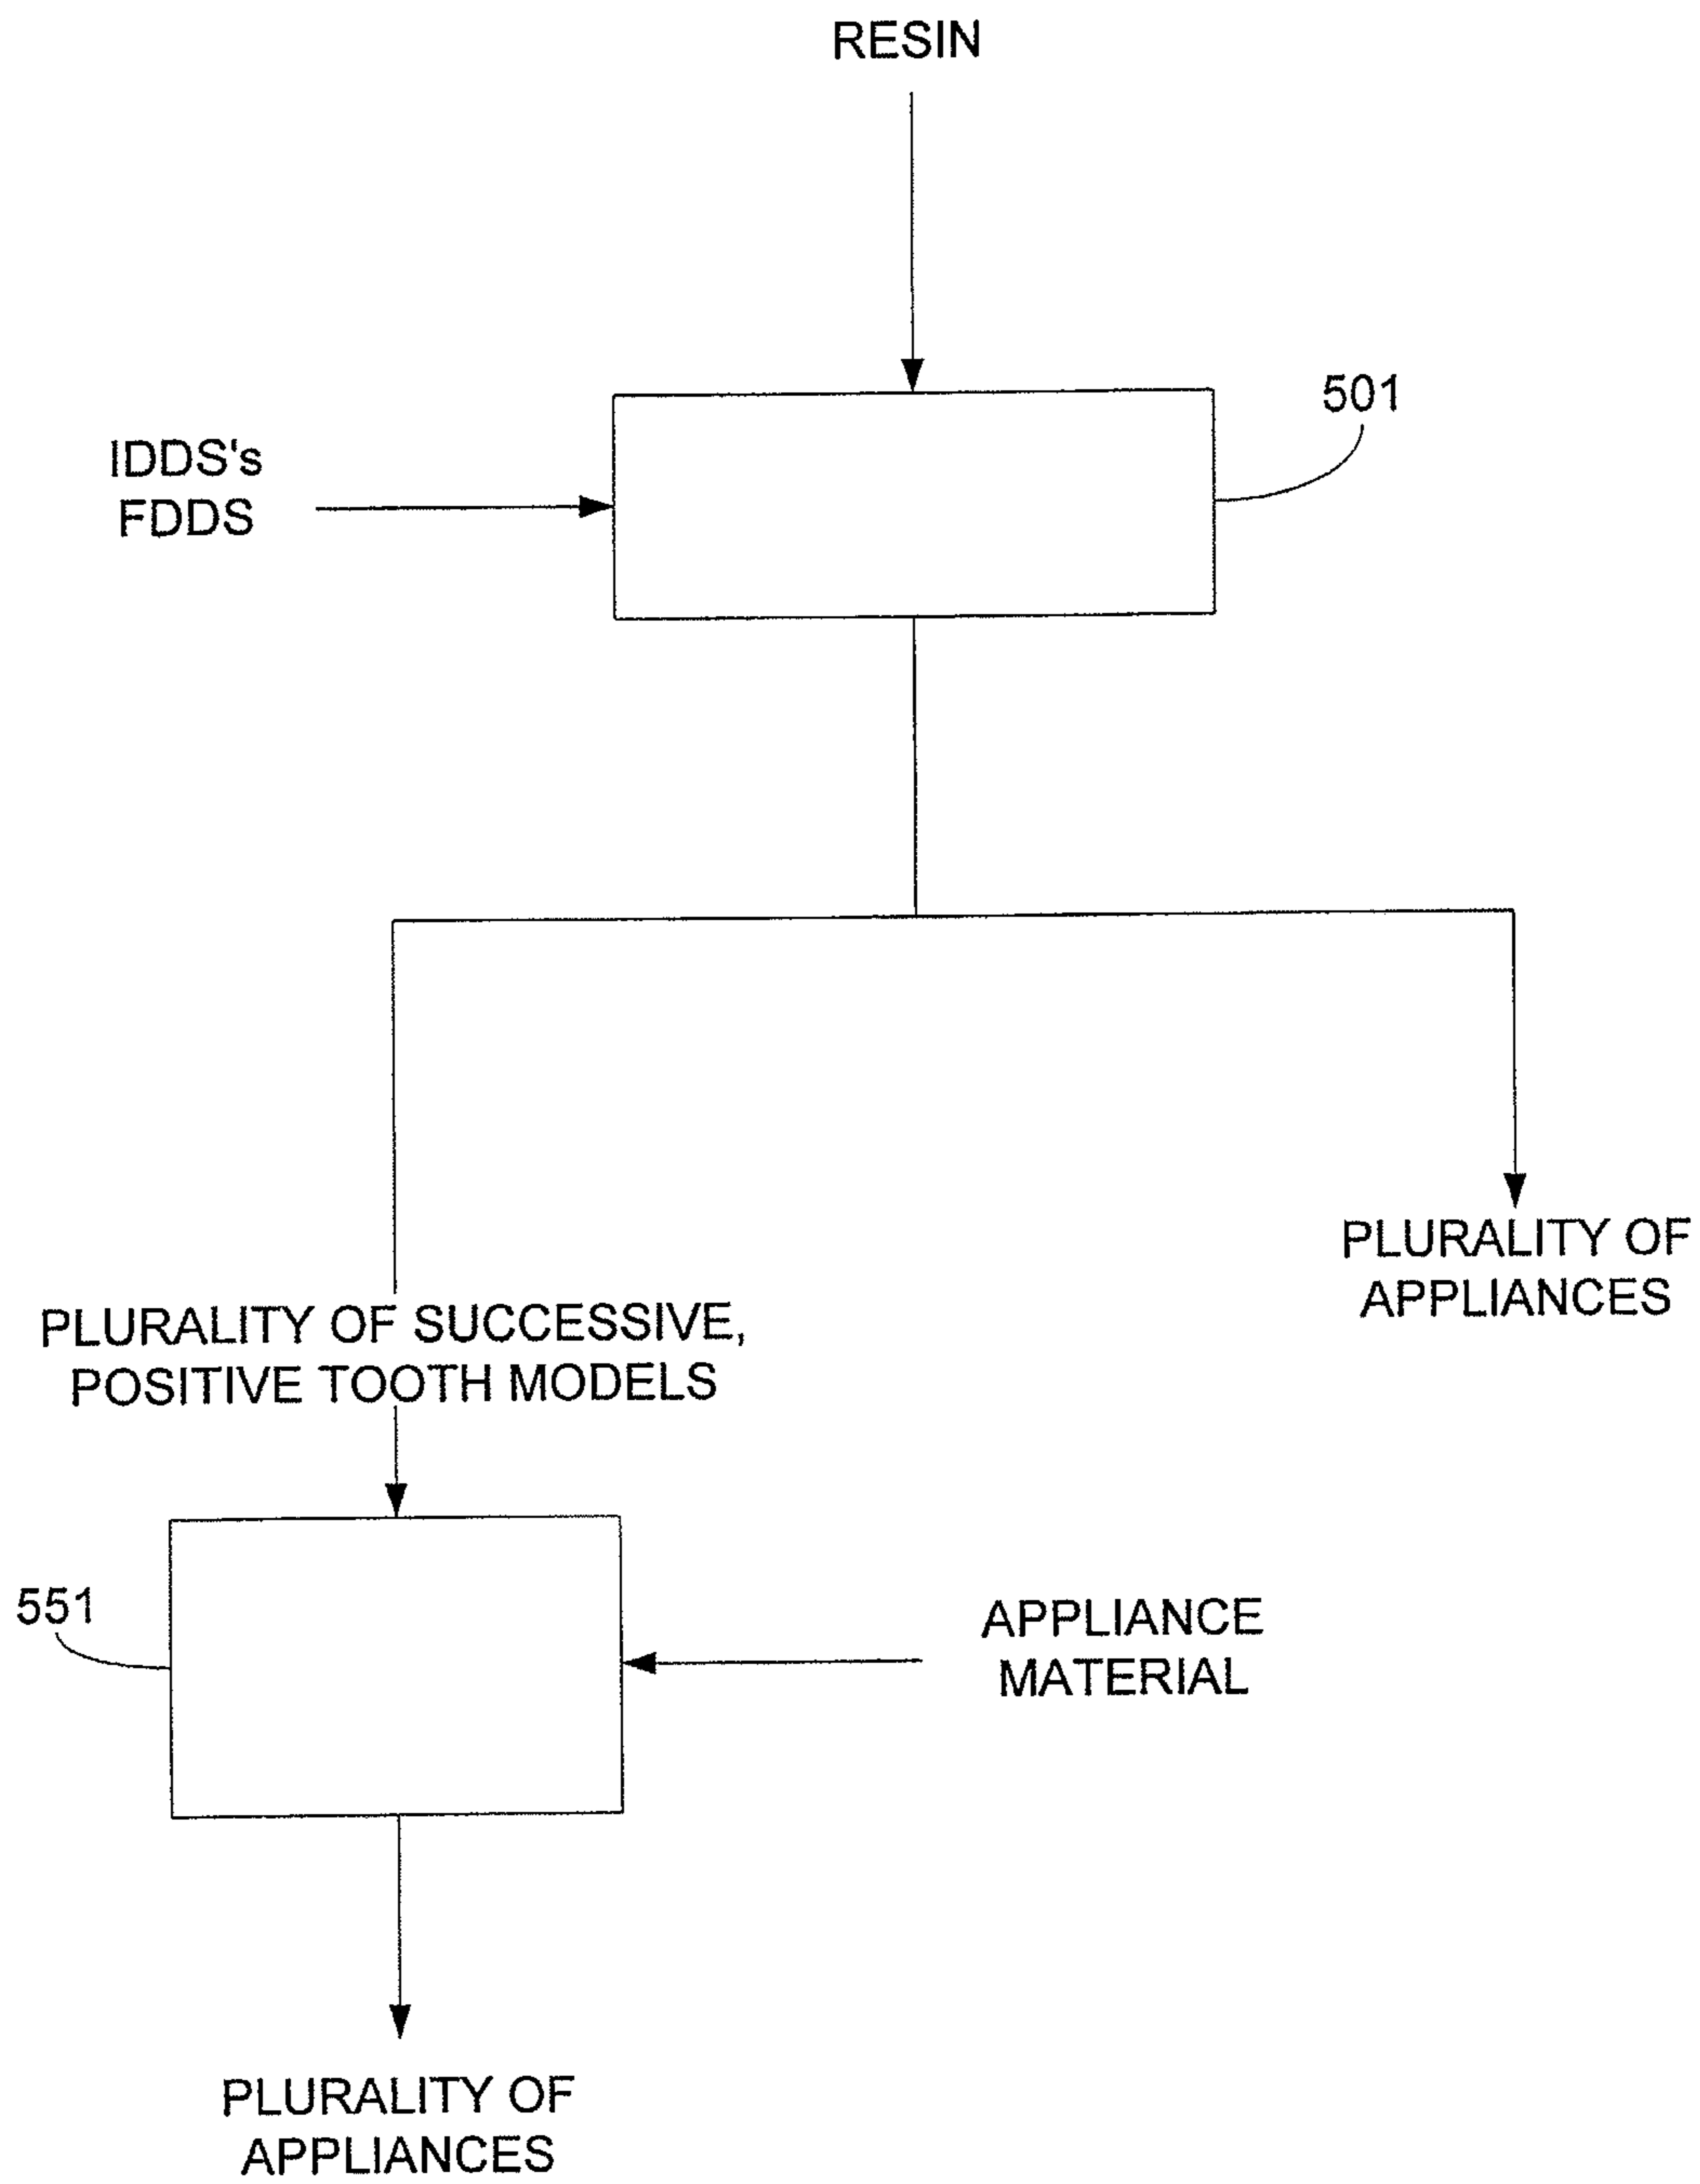 RESIN
501
IDDS's
FDDS
PLURALITY OF
APPLIANCES
PLURALITY OF SUCCESSIVE,
POSITIVE TOOTH MODELS
551
APPLIANCE
MATERIAL
PLURALITY OF
APPLIANCES